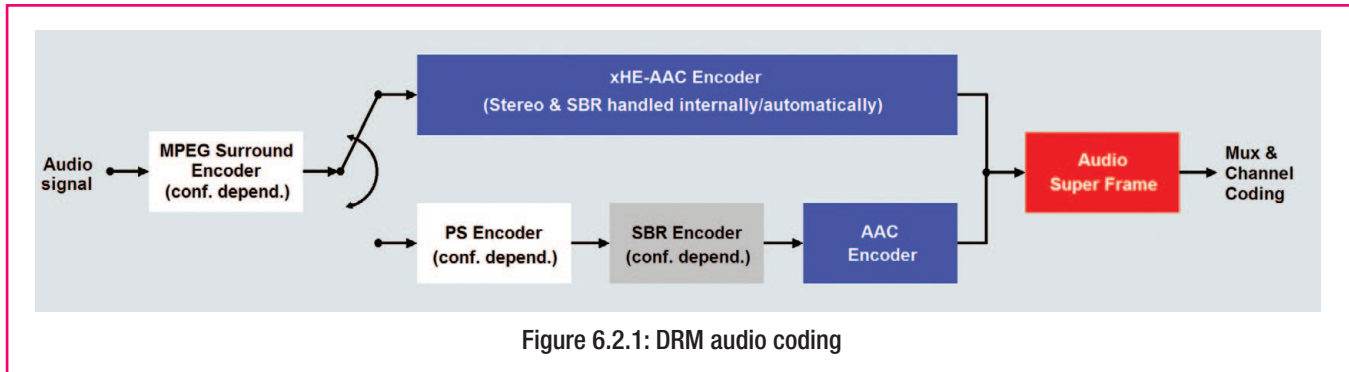 xHE-AAC Encoder
(Stereo & SBR handled internally/automatically)
Audio
signal
MPEG Surround
Encoder
(conf. depend.)
Audio
Super Frame
Mux &
Channel
Coding
PS Encoder
(conf. depend.)
SBR Encoder
(conf. depend.)
AAC
Encoder
Figure 6.2.1: DRM audio coding